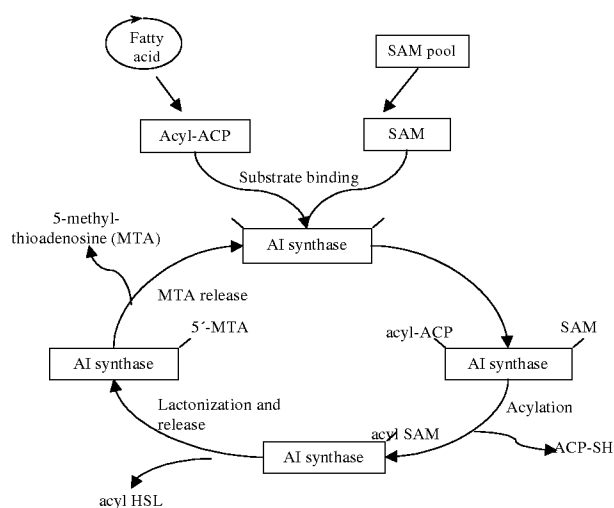 Fatty
acid
SAM pool
Acyl-ACP
SAM
Substrate binding
5-methyl-
thioadenosine (MTA)
AI synthase
MTA release
5´-MTA
acyl-ACP
SAM
AI synthase
AI synthase
Lactonization and
release
Acylation
acyl SAM
AI synthase
ACP-SH
acyl HSL